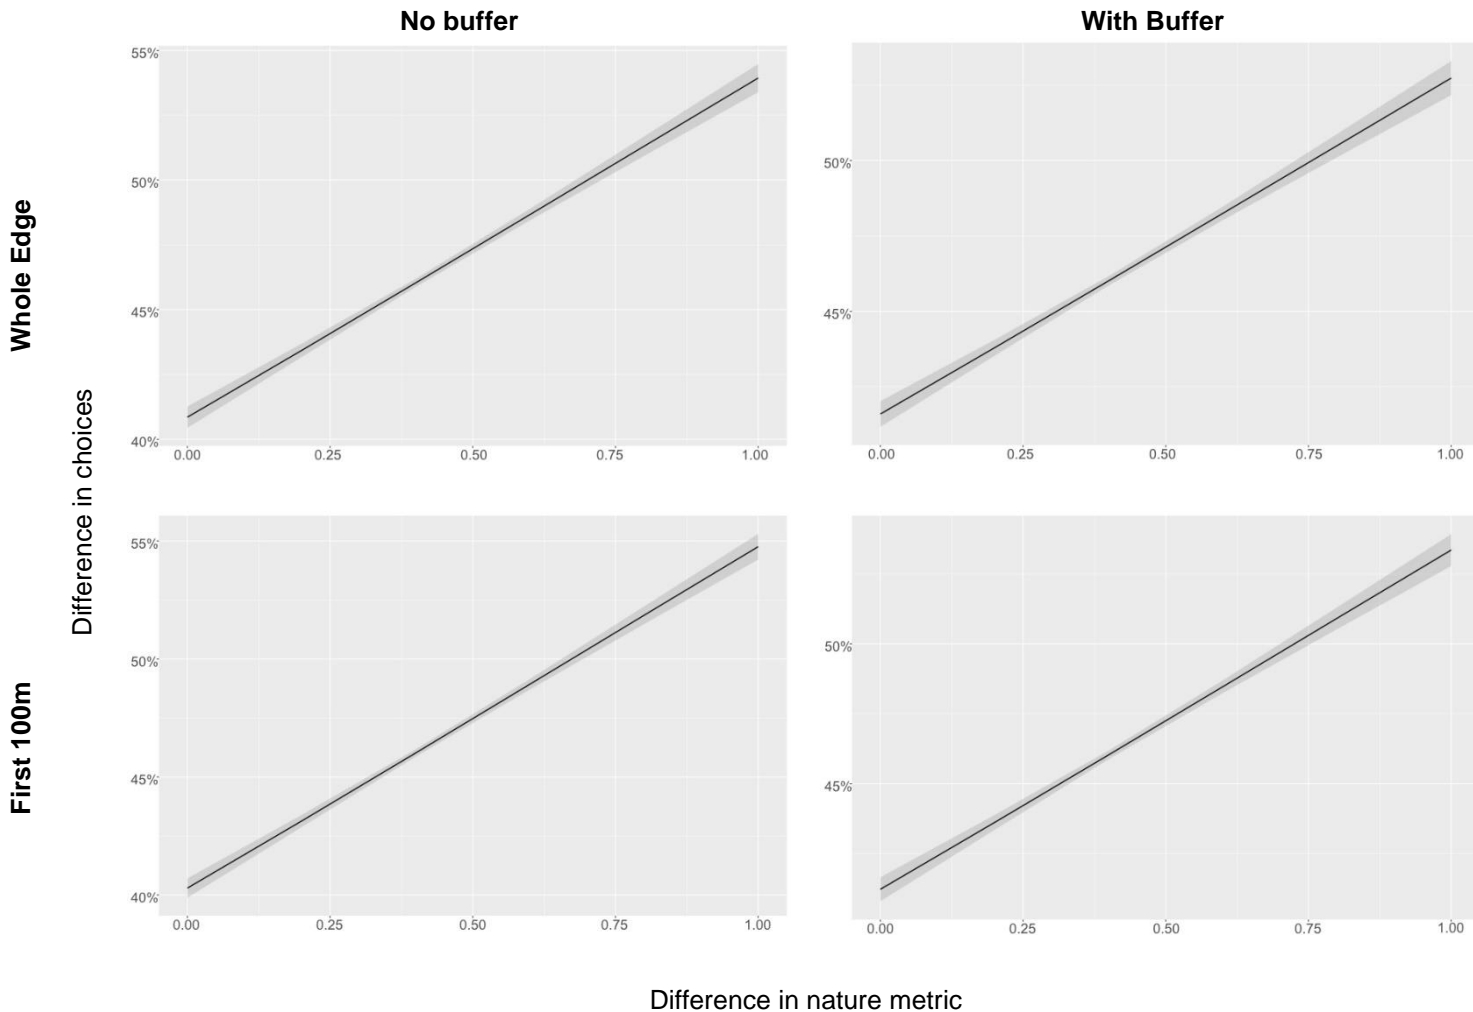 No buffer
With Buffer
Whole Edge
First 100m
Difference in choices
55%
50%
45%
40%
0.00 0.25 0.50 0.75 1.00
50%
45%
0.00 0.25 0.50 0.75 1.00
55%
50%
45%
40%
0.00 0.25 0.50 0.75 1.00
50%
45%
0.00 0.25 0.50 0.75 1.00
Difference in nature metric